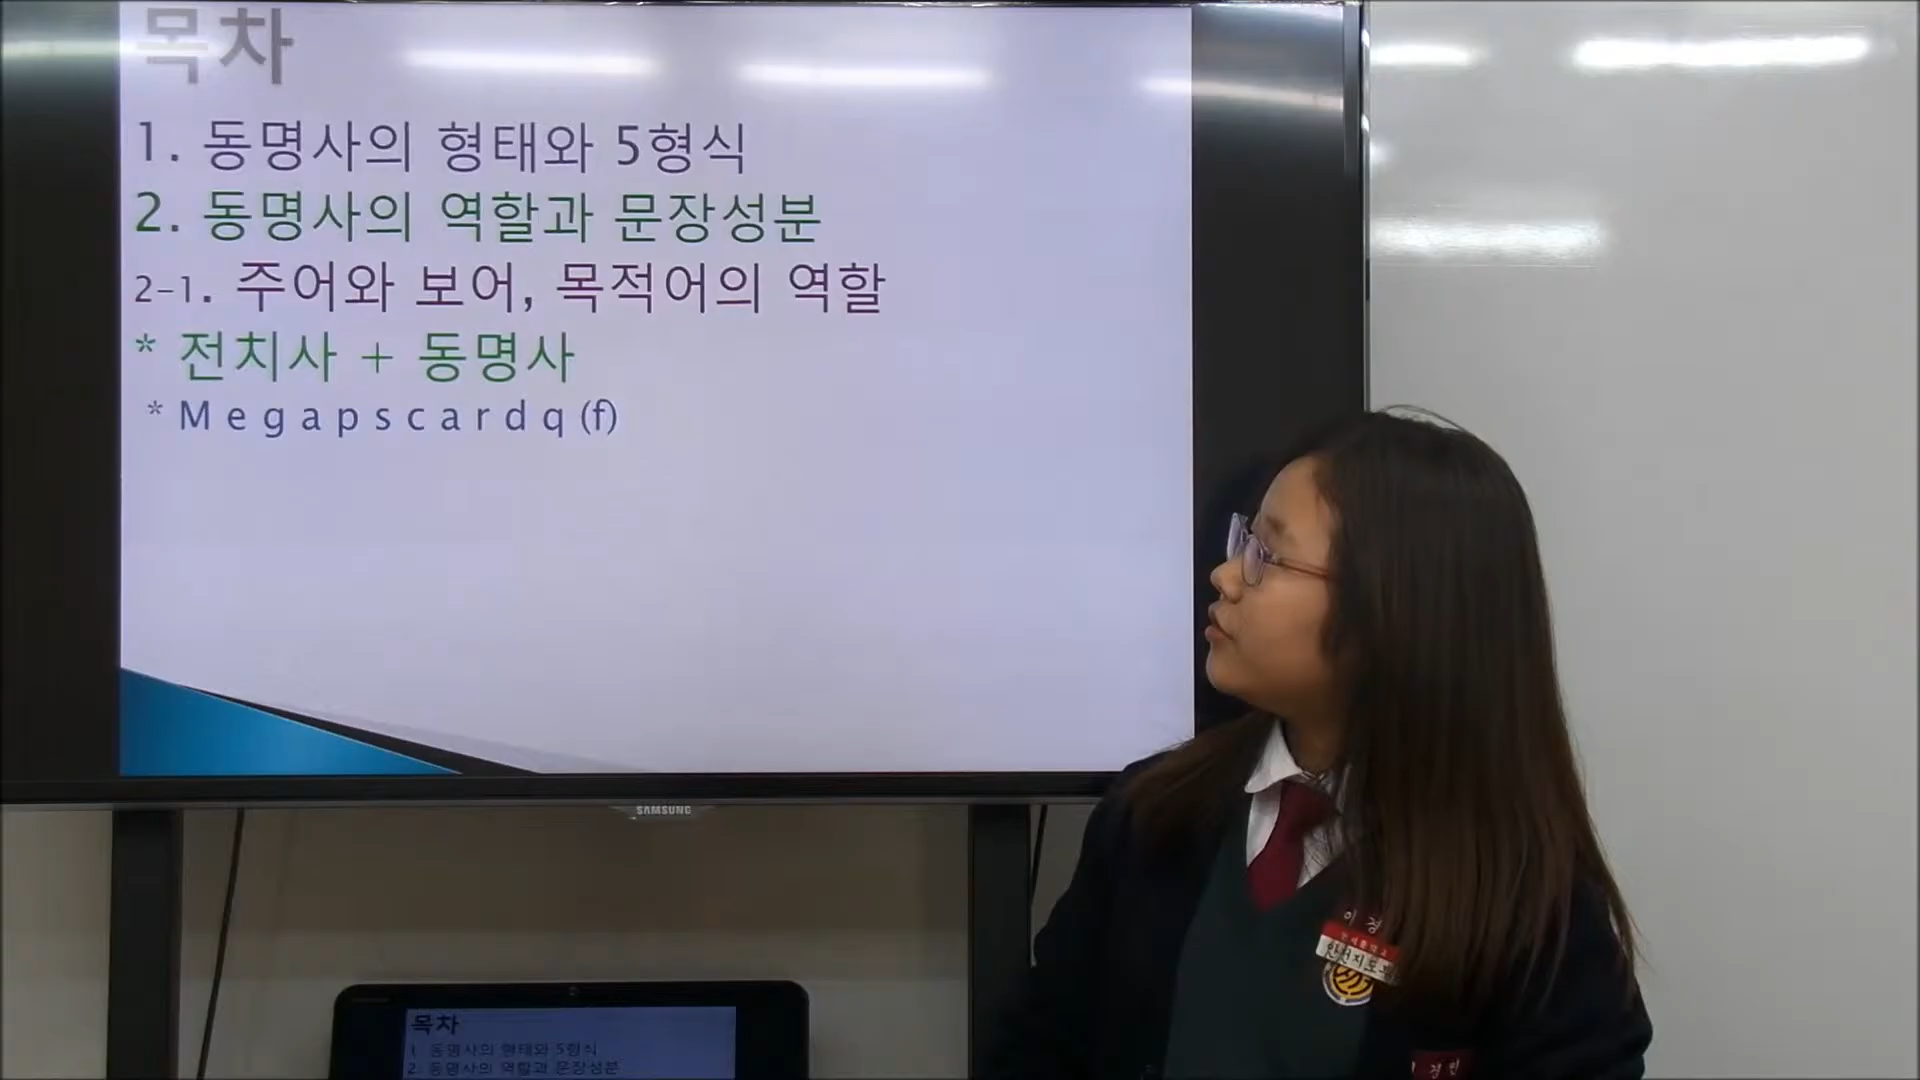 목차
1. 동명사의 형태와 5형식
2. 동명사의 역할과 문장성분
2-1. 주어와 보어, 목적어의 역할
* 전치사 + 동명사
* M e g a p s c a r d q (f)
SAMSUNG
목차
1. 동명사의 형태와 5형식
2. 동명사의 역할과 문장성분
이 경